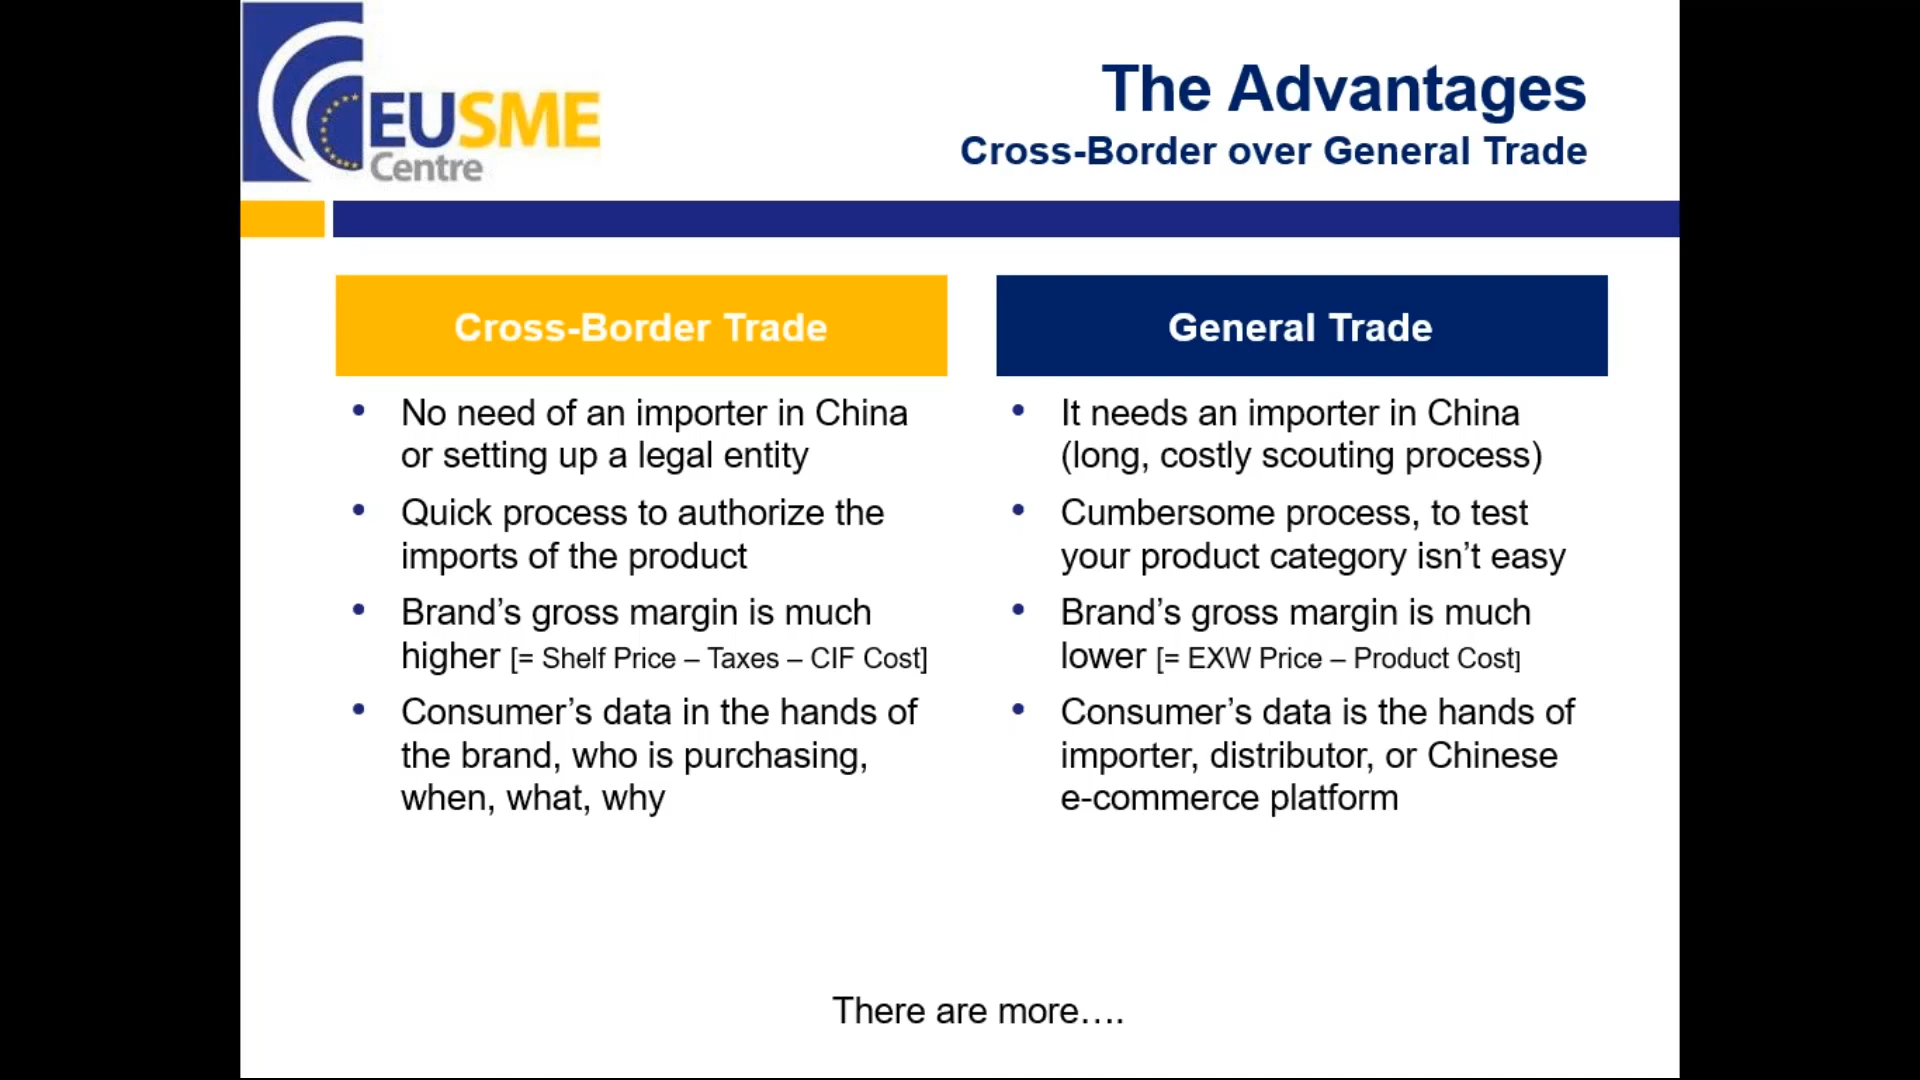 EUSME
Centre
The Advantages
Cross-Border over General Trade
Cross-Border Trade
• No need of an importer in China
or setting up a legal entity
• Quick process to authorize the
imports of the product
• Brand’s gross margin is much
higher [= Shelf Price – Taxes – CIF Cost]
• Consumer’s data in the hands of
the brand, who is purchasing,
when, what, why
General Trade
• It needs an importer in China
(long, costly scouting process)
• Cumbersome process, to test
your product category isn’t easy
• Brand’s gross margin is much
lower [= EXW Price – Product Cost]
• Consumer’s data is the hands of
importer, distributor, or Chinese
e-commerce platform
There are more….